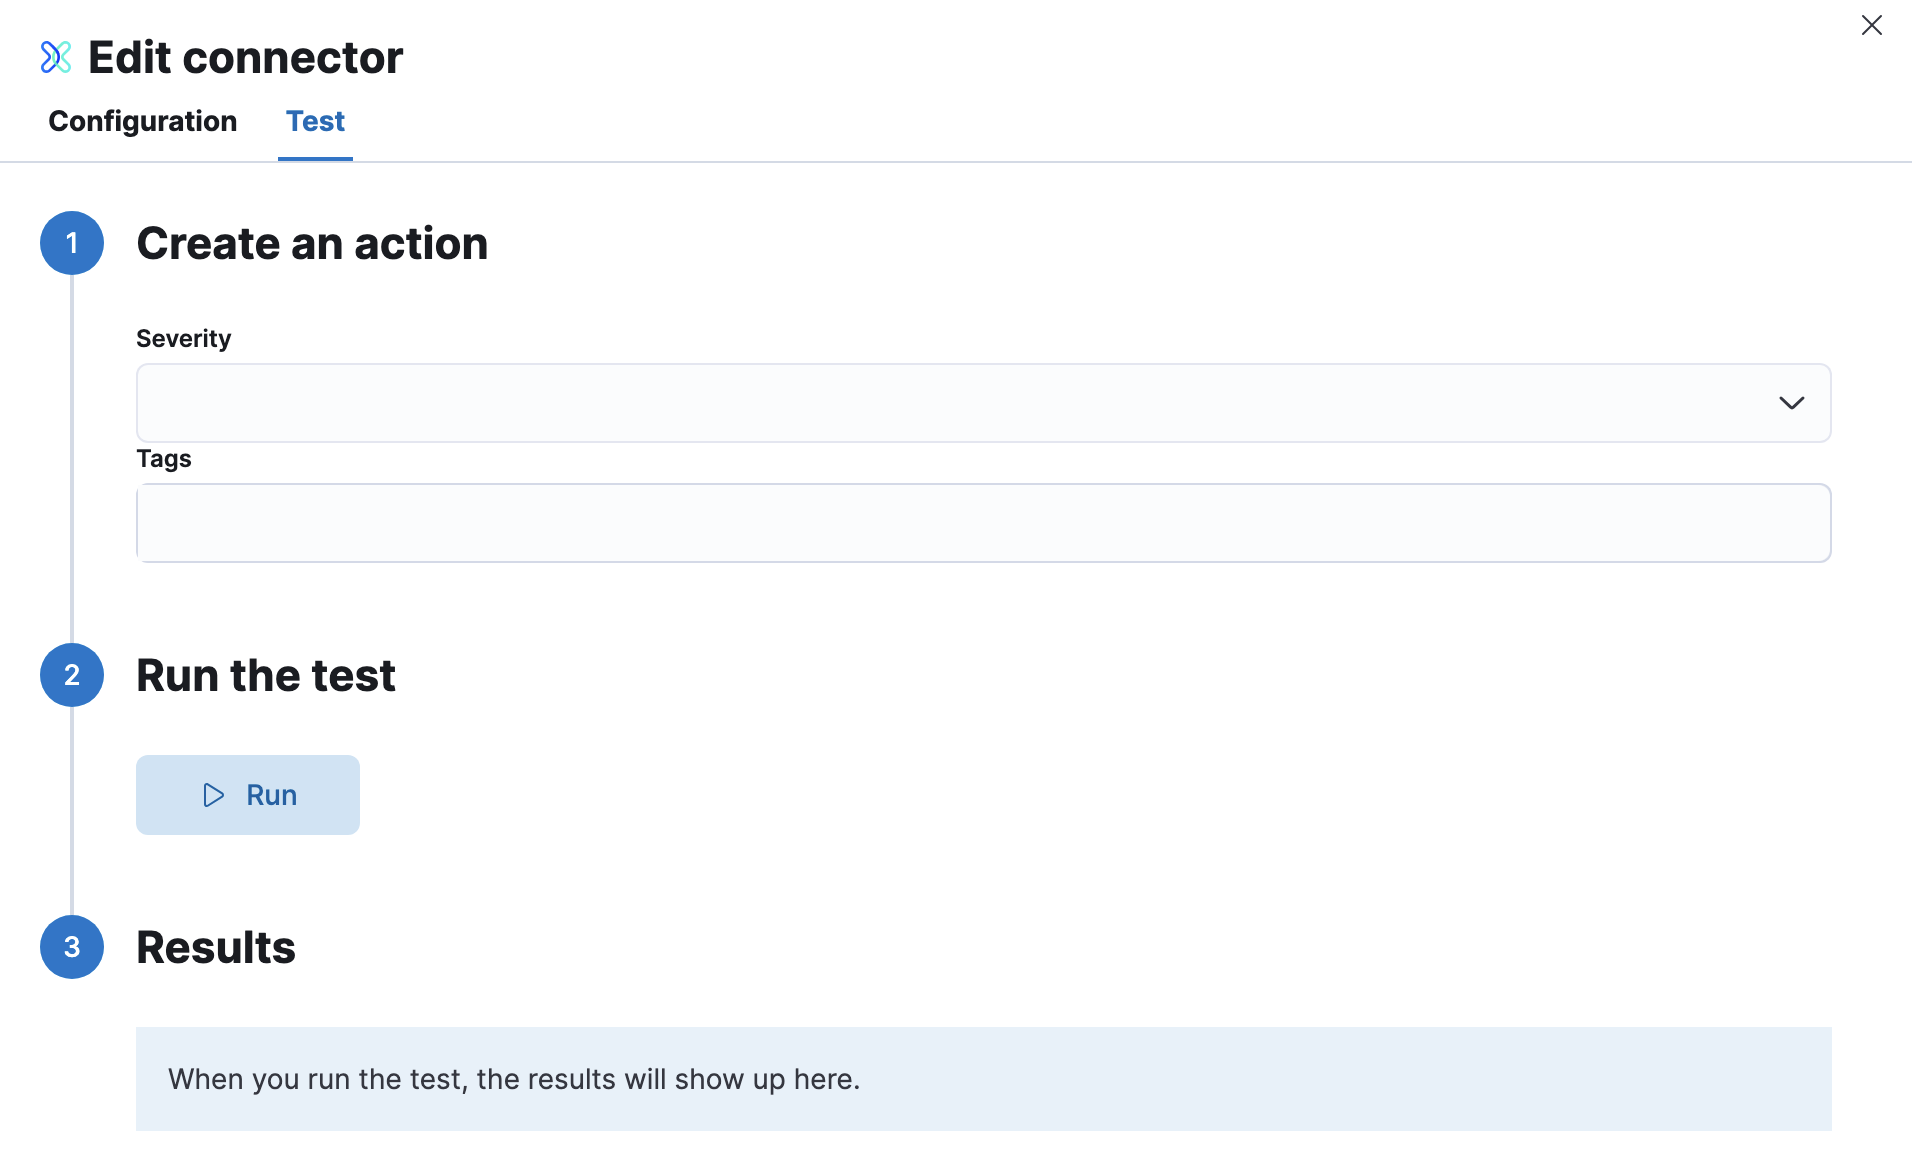 Edit connector
Configuration Test
1 Create an action
Severity
Tags
2 Run the test
Run
3 Results
When you run the test, the results will show up here.